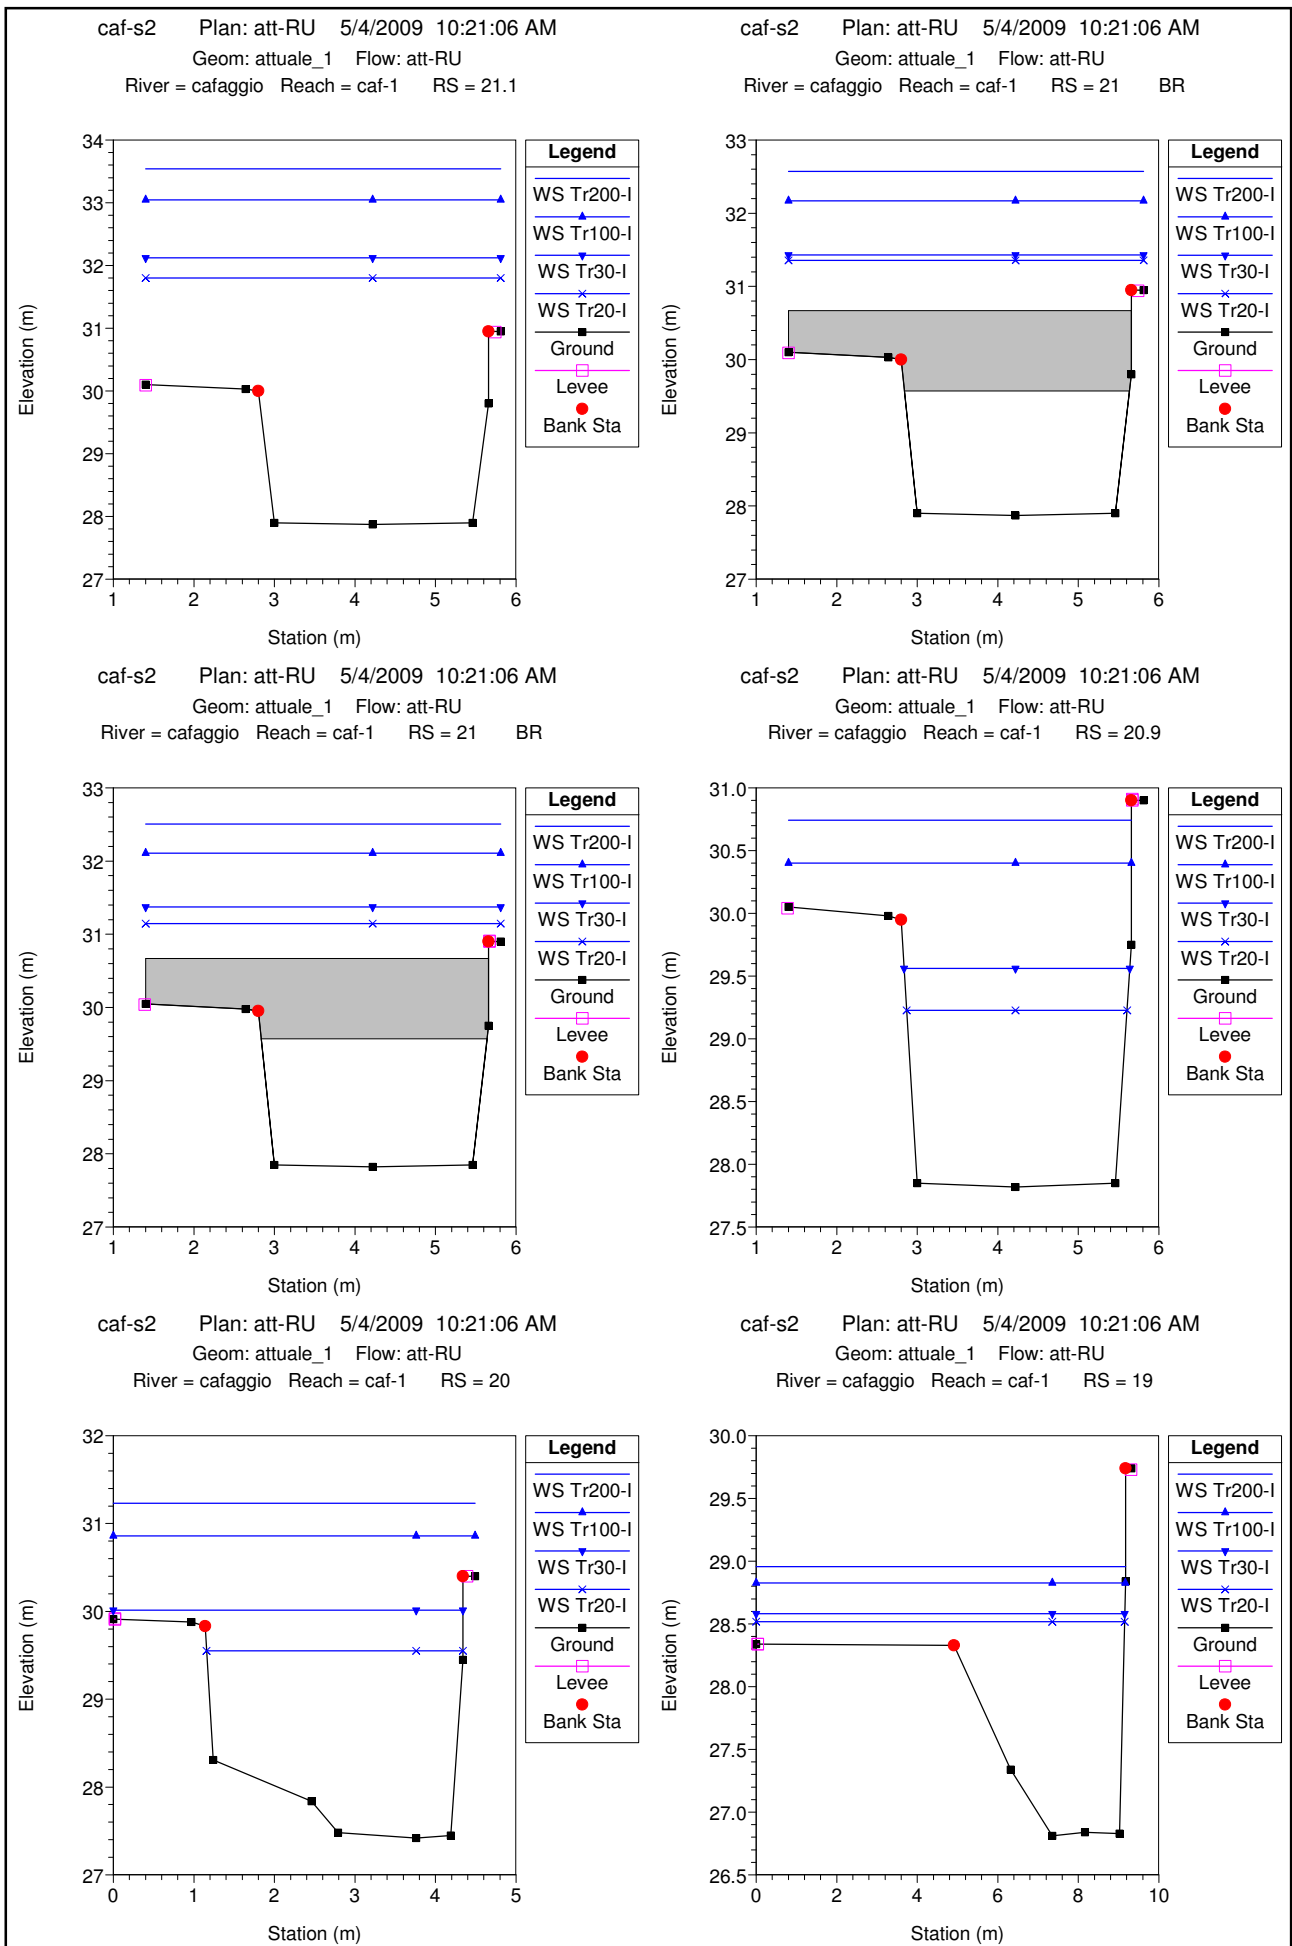 caf-s2 Plan: att-RU 5/4/2009 10:21:06 AM
Geom: attuale_1 Flow: att-RU
River = cafaggio Reach = caf-1 RS = 21.1
34
33
32
31
30
29
28
27
1 2 3 4 5 6
Elevation (m)
Station (m)
Legend
WS Tr200-I
WS Tr100-I
WS Tr30-I
WS Tr20-I
Ground
Levee
Bank Sta
caf-s2 Plan: att-RU 5/4/2009 10:21:06 AM
Geom: attuale_1 Flow: att-RU
River = cafaggio Reach = caf-1 RS = 21 BR
33
32
31
30
29
28
27
1 2 3 4 5 6
Elevation (m)
Station (m)
Legend
WS Tr200-I
WS Tr100-I
WS Tr30-I
WS Tr20-I
Ground
Levee
Bank Sta
caf-s2 Plan: att-RU 5/4/2009 10:21:06 AM
Geom: attuale_1 Flow: att-RU
River = cafaggio Reach = caf-1 RS = 21 BR
33
32
31
30
29
28
27
1 2 3 4 5 6
Elevation (m)
Station (m)
Legend
WS Tr200-I
WS Tr100-I
WS Tr30-I
WS Tr20-I
Ground
Levee
Bank Sta
caf-s2 Plan: att-RU 5/4/2009 10:21:06 AM
Geom: attuale_1 Flow: att-RU
River = cafaggio Reach = caf-1 RS = 20.9
31.0
30.5
30.0
29.5
29.0
28.5
28.0
27.5
1 2 3 4 5 6
Elevation (m)
Station (m)
Legend
WS Tr200-I
WS Tr100-I
WS Tr30-I
WS Tr20-I
Ground
Levee
Bank Sta
caf-s2 Plan: att-RU 5/4/2009 10:21:06 AM
Geom: attuale_1 Flow: att-RU
River = cafaggio Reach = caf-1 RS = 20
32
31
30
29
28
27
0 1 2 3 4 5
Elevation (m)
Station (m)
Legend
WS Tr200-I
WS Tr100-I
WS Tr30-I
WS Tr20-I
Ground
Levee
Bank Sta
caf-s2 Plan: att-RU 5/4/2009 10:21:06 AM
Geom: attuale_1 Flow: att-RU
River = cafaggio Reach = caf-1 RS = 19
30.0
29.5
29.0
28.5
28.0
27.5
27.0
26.5
0 2 4 6 8 10
Elevation (m)
Station (m)
Legend
WS Tr200-I
WS Tr100-I
WS Tr30-I
WS Tr20-I
Ground
Levee
Bank Sta